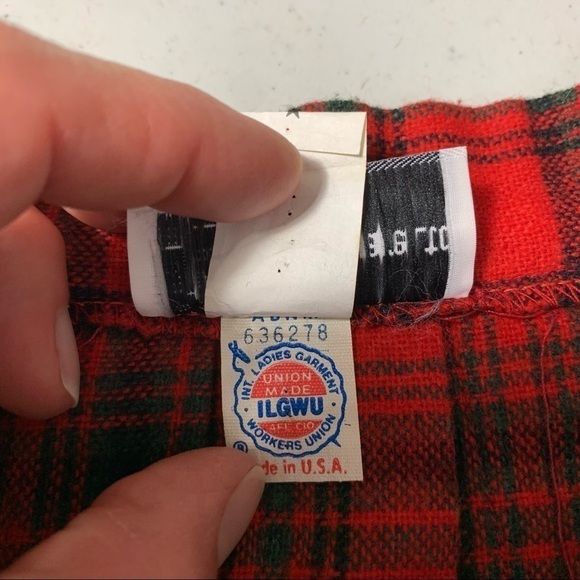 636278
INT. LADIES GARMENT
UNION
MADE
ILGWU
AFL CIO
WORKERS UNION
®
de in U.S.A.